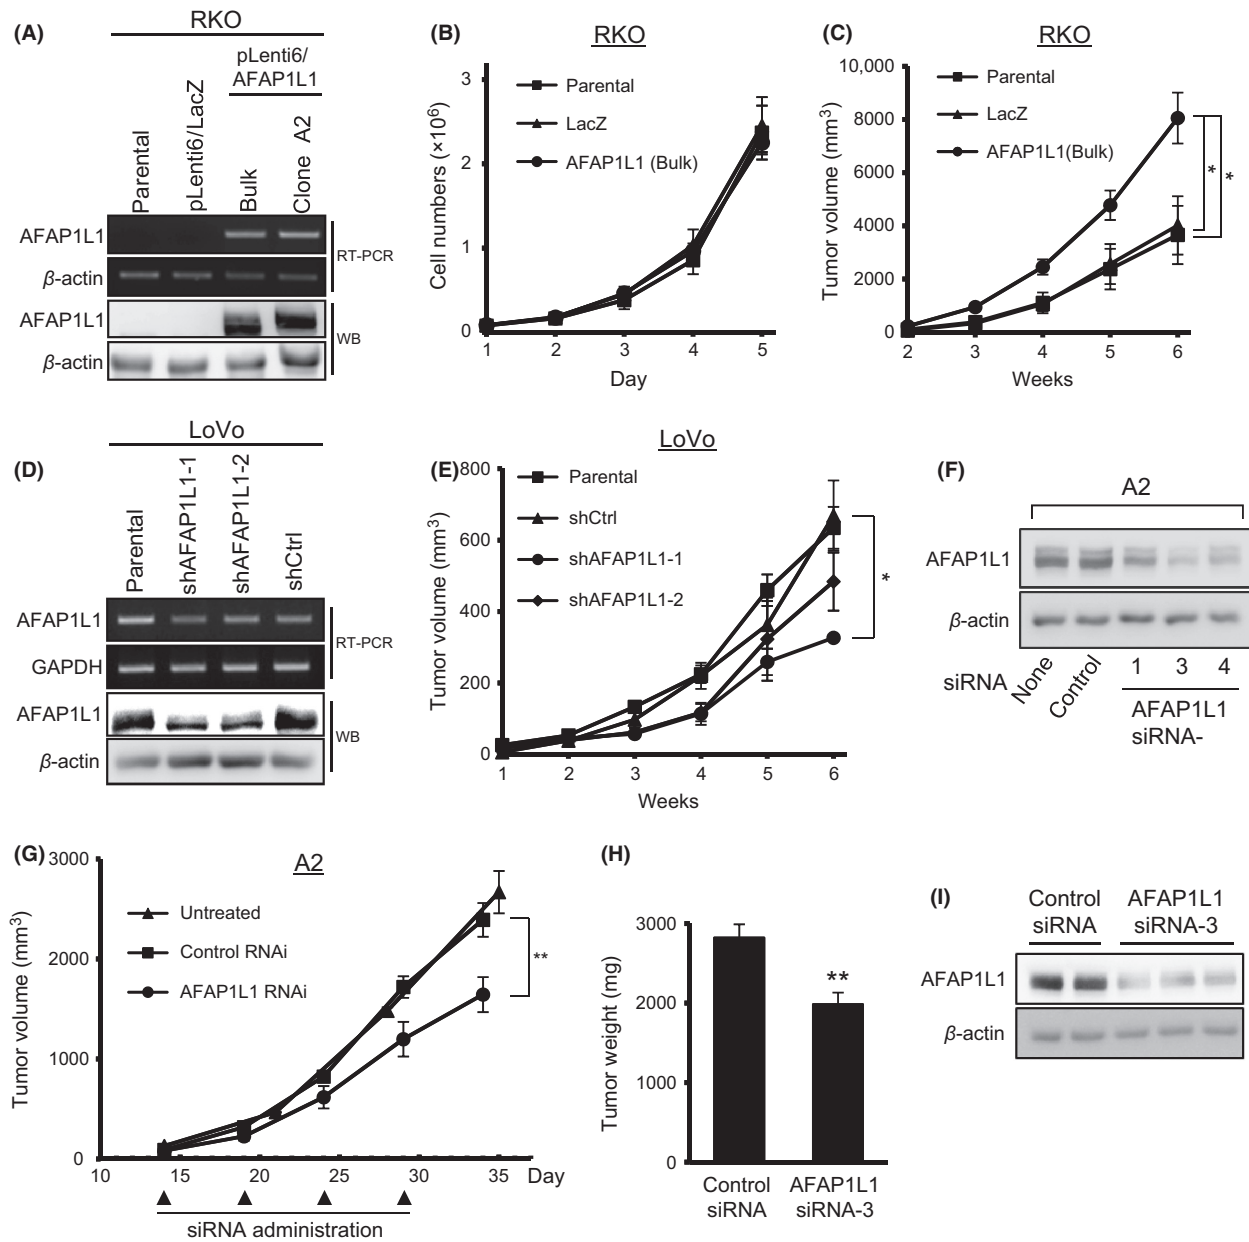 (A)
RKO
pLenti6/
AFAP1L1
Parental
pLenti6/LacZ
Bulk
Clone A2
AFAP1L1
β-actin
RT-PCR
AFAP1L1
β-actin
WB
(B)
RKO
Cell numbers (×10⁶)
3
2
1
0
Parental
LacZ
AFAP1L1 (Bulk)
1 2 3 4 5
Day
(C)
RKO
Tumor volume (mm³)
10,000
8000
6000
4000
2000
0
Parental
LacZ
AFAP1L1(Bulk)
* *
2 3 4 5 6
Weeks
(D)
LoVo
Parental
shAFAP1L1-1
shAFAP1L1-2
shCtrl
AFAP1L1
GAPDH
RT-PCR
AFAP1L1
β-actin
WB
(E)
LoVo
Tumor volume (mm³)
800
600
400
200
0
Parental
shCtrl
shAFAP1L1-1
shAFAP1L1-2
*
1 2 3 4 5 6
Weeks
(F)
A2
AFAP1L1
β-actin
siRNA
None
Control
1 3 4
AFAP1L1
siRNA-
(G)
A2
Tumor volume (mm³)
3000
2000
1000
0
Untreated
Control RNAi
AFAP1L1 RNAi
**
10 15 20 25 30 35 Day
siRNA administration
(H)
Tumor weight (mg)
3000
2000
1000
0
**
Control
siRNA
AFAP1L1
siRNA-3
(I)
Control
siRNA
AFAP1L1
siRNA-3
AFAP1L1
β-actin